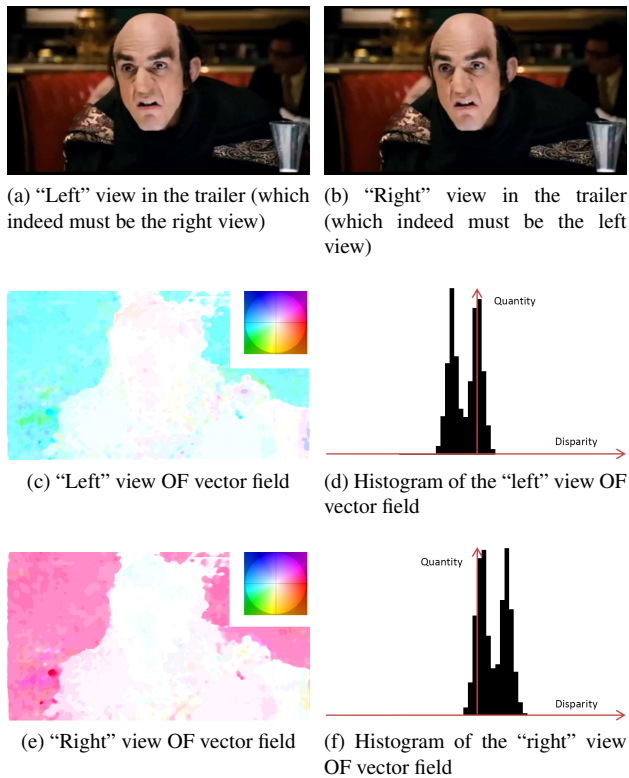 (a) “Left” view in the trailer (which
indeed must be the right view)
(b) “Right” view in the trailer
(which indeed must be the left
view)
Quantity
Disparity
(c) “Left” view OF vector field
(d) Histogram of the “left” view OF
vector field
Quantity
Disparity
(e) “Right” view OF vector field
(f) Histogram of the “right” view
OF vector field